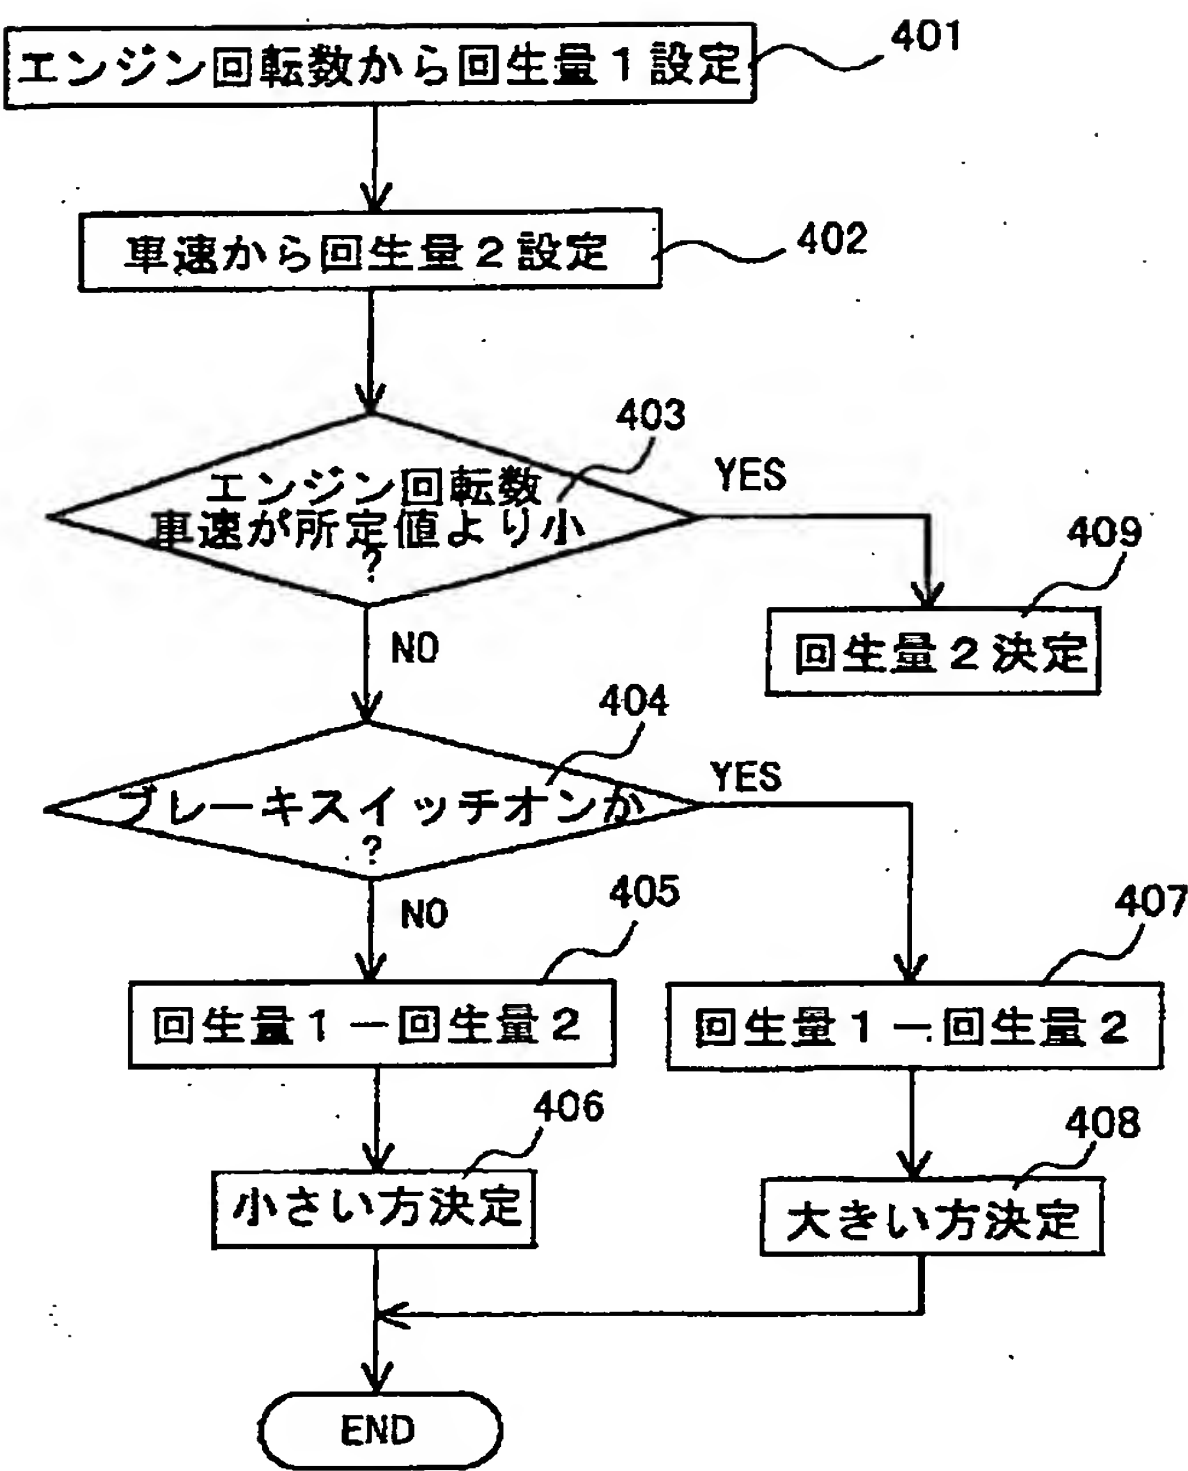 エンジン回転数から回生量1設定
401
車速から回生量2設定
402
403
エンジン回転数
車速が所定値より小
?
YES
NO
409
回生量2決定
404
ブレーキスイッチオンか
?
YES
NO
405
回生量1－回生量2
407
回生量1－回生量2
406
小さい方決定
408
大きい方決定
END